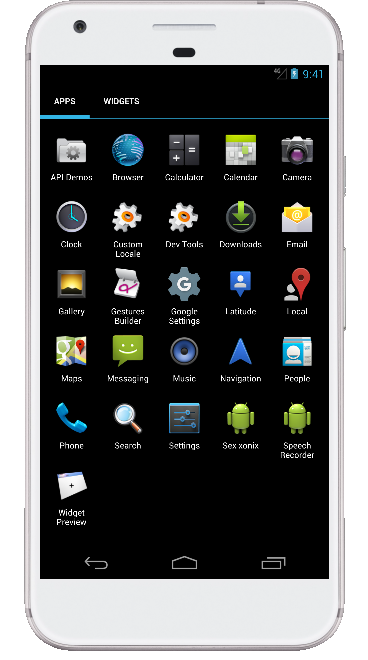 4G 9:41
APPS WIDGETS
API Demos Browser Calculator Calendar Camera
Clock Custom Locale Dev Tools Downloads Email
Gallery Gestures Builder Google Settings Latitude Local
Maps Messaging Music Navigation People
Phone Search Settings Sex xonix Speech Recorder
Widget Preview